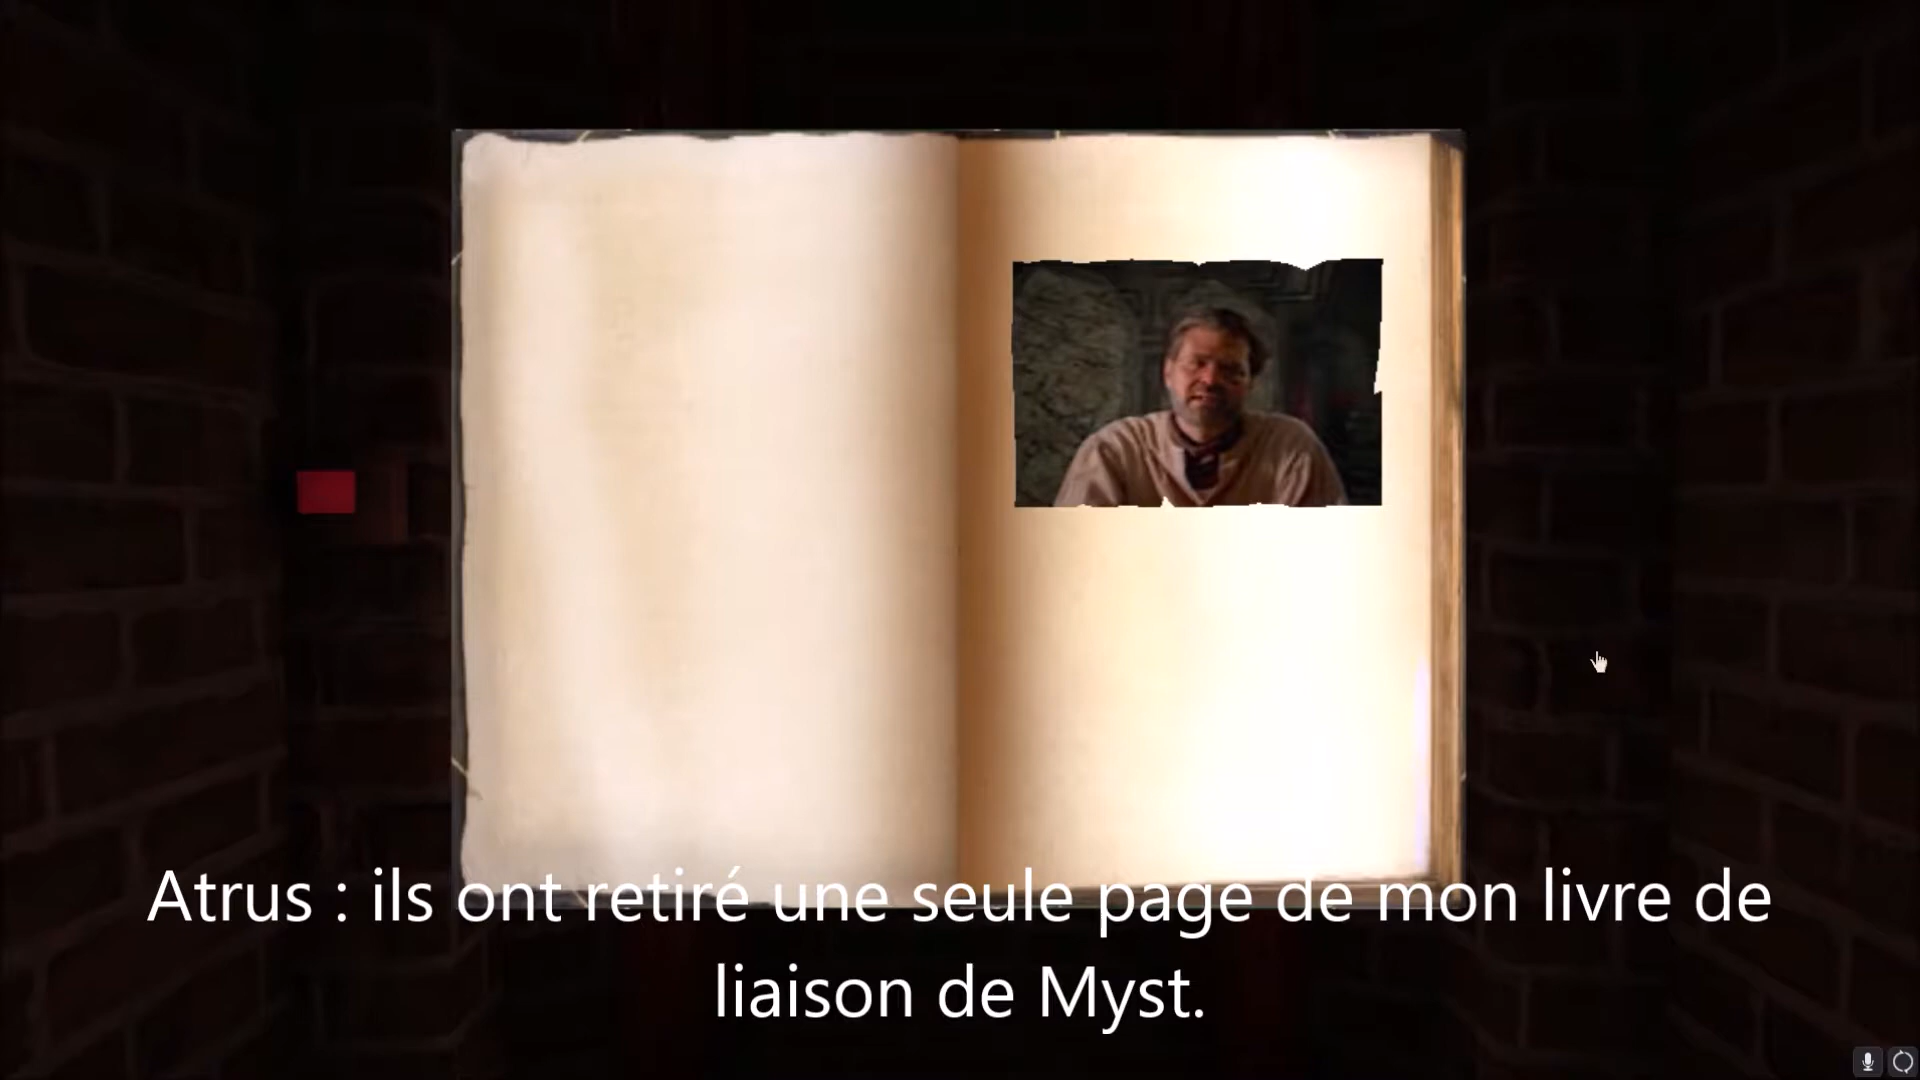 Atrus : ils ont retiré une seule page de mon livre de
liaison de Myst.